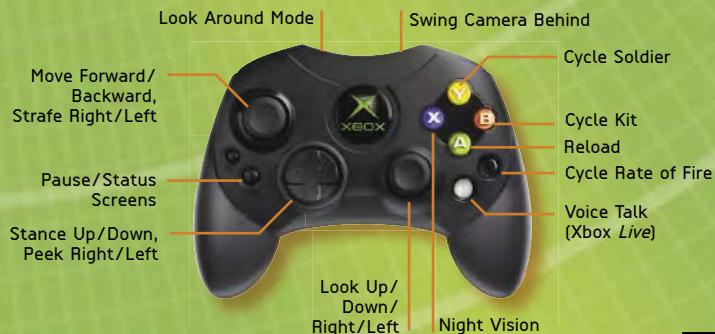 Look Around Mode
Swing Camera Behind
Move Forward/
Backward,
Strafe Right/Left
Cycle Soldier
Y
X
B
A
XBOX
Cycle Kit
Reload
Cycle Rate of Fire
Pause/Status
Screens
Voice Talk
(Xbox Live)
Stance Up/Down,
Peek Right/Left
Look Up/
Down/
Right/Left
Night Vision